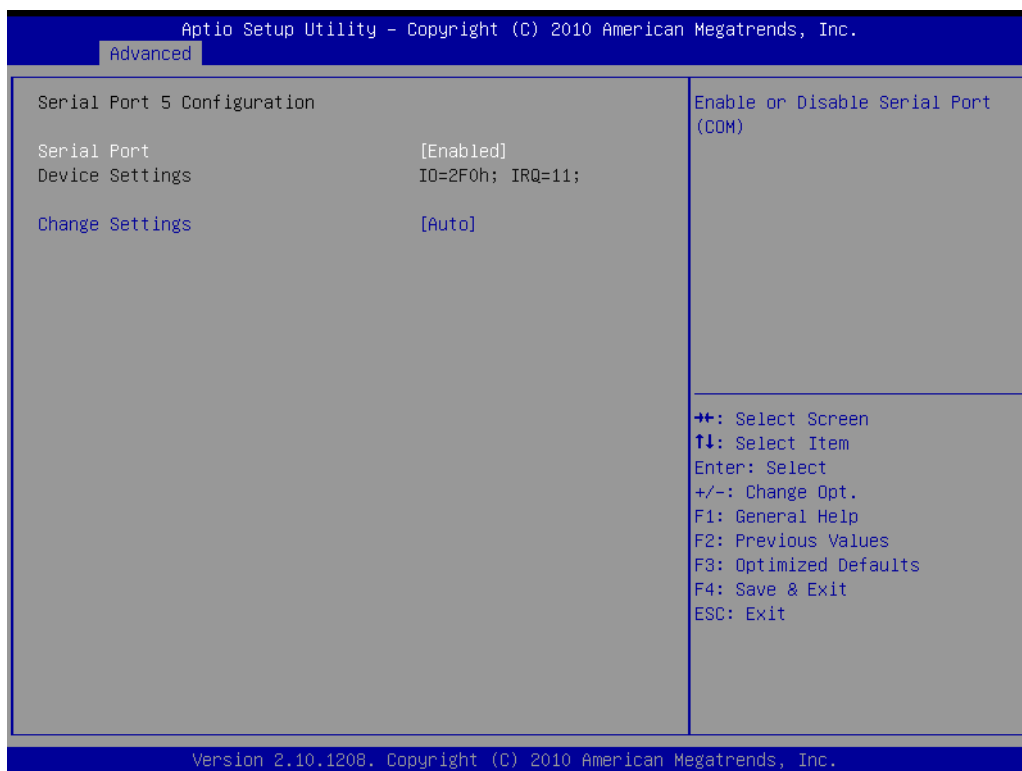 Aptio Setup Utility – Copyright (C) 2010 American Megatrends, Inc.
Advanced
Serial Port 5 Configuration
Serial Port [Enabled]
Device Settings IO=2F0h; IRQ=11;
Change Settings [Auto]
Enable or Disable Serial Port
(COM)
→←: Select Screen
↑↓: Select Item
Enter: Select
+/-: Change Opt.
F1: General Help
F2: Previous Values
F3: Optimized Defaults
F4: Save & Exit
ESC: Exit
Version 2.10.1208. Copyright (C) 2010 American Megatrends, Inc.